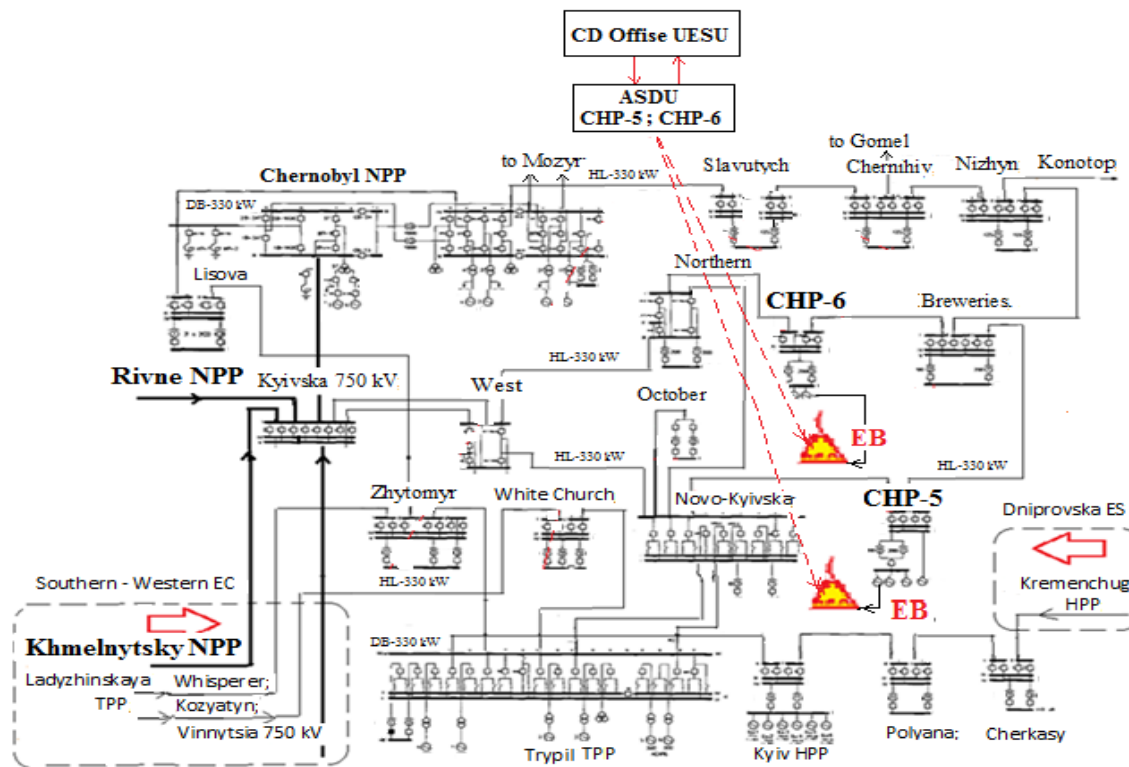 CD Offise UESU
ASDU
CHP-5 ; CHP-6
to Gomel
to Mozyr
Slavutych
Chernihiv
Nizhyn
Konotop
Chernobyl NPP
HL-330 kW
DB-330 kW
Lisova
Northern
CHP-6
Breweries.
HL-330 kW
Rivne NPP
Kyivska 750 kV
West
October
EB
HL-330 kW
HL-330 kW
Zhytomyr
White Church
Novo-Kyivska
CHP-5
Dniprovska ES
Southern - Western EC
HL-330 kW
Kremenchug
HPP
EB
Khmelnytsky NPP
DB-330 kW
Ladyzhinskaya
TPP
Whisperer;
Kozyatyn;
Vinnytsia 750 kV
Trypil TPP
Kyiv HPP
Polyana;
Cherkasy